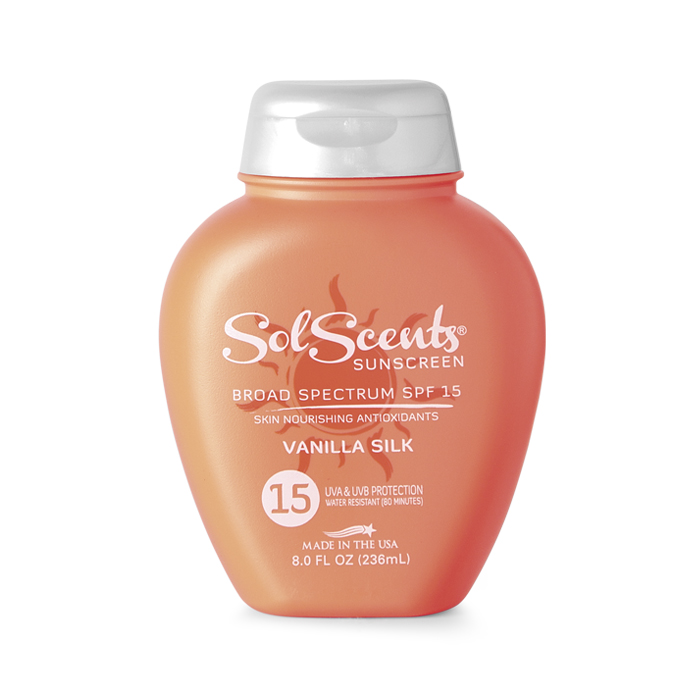 SolScents®
SUNSCREEN
BROAD SPECTRUM SPF 15
SKIN NOURISHING ANTIOXIDANTS
VANILLA SILK
15
UVA & UVB PROTECTION
WATER RESISTANT (80 MINUTES)
MADE IN THE USA
8.0 FL OZ (236mL)